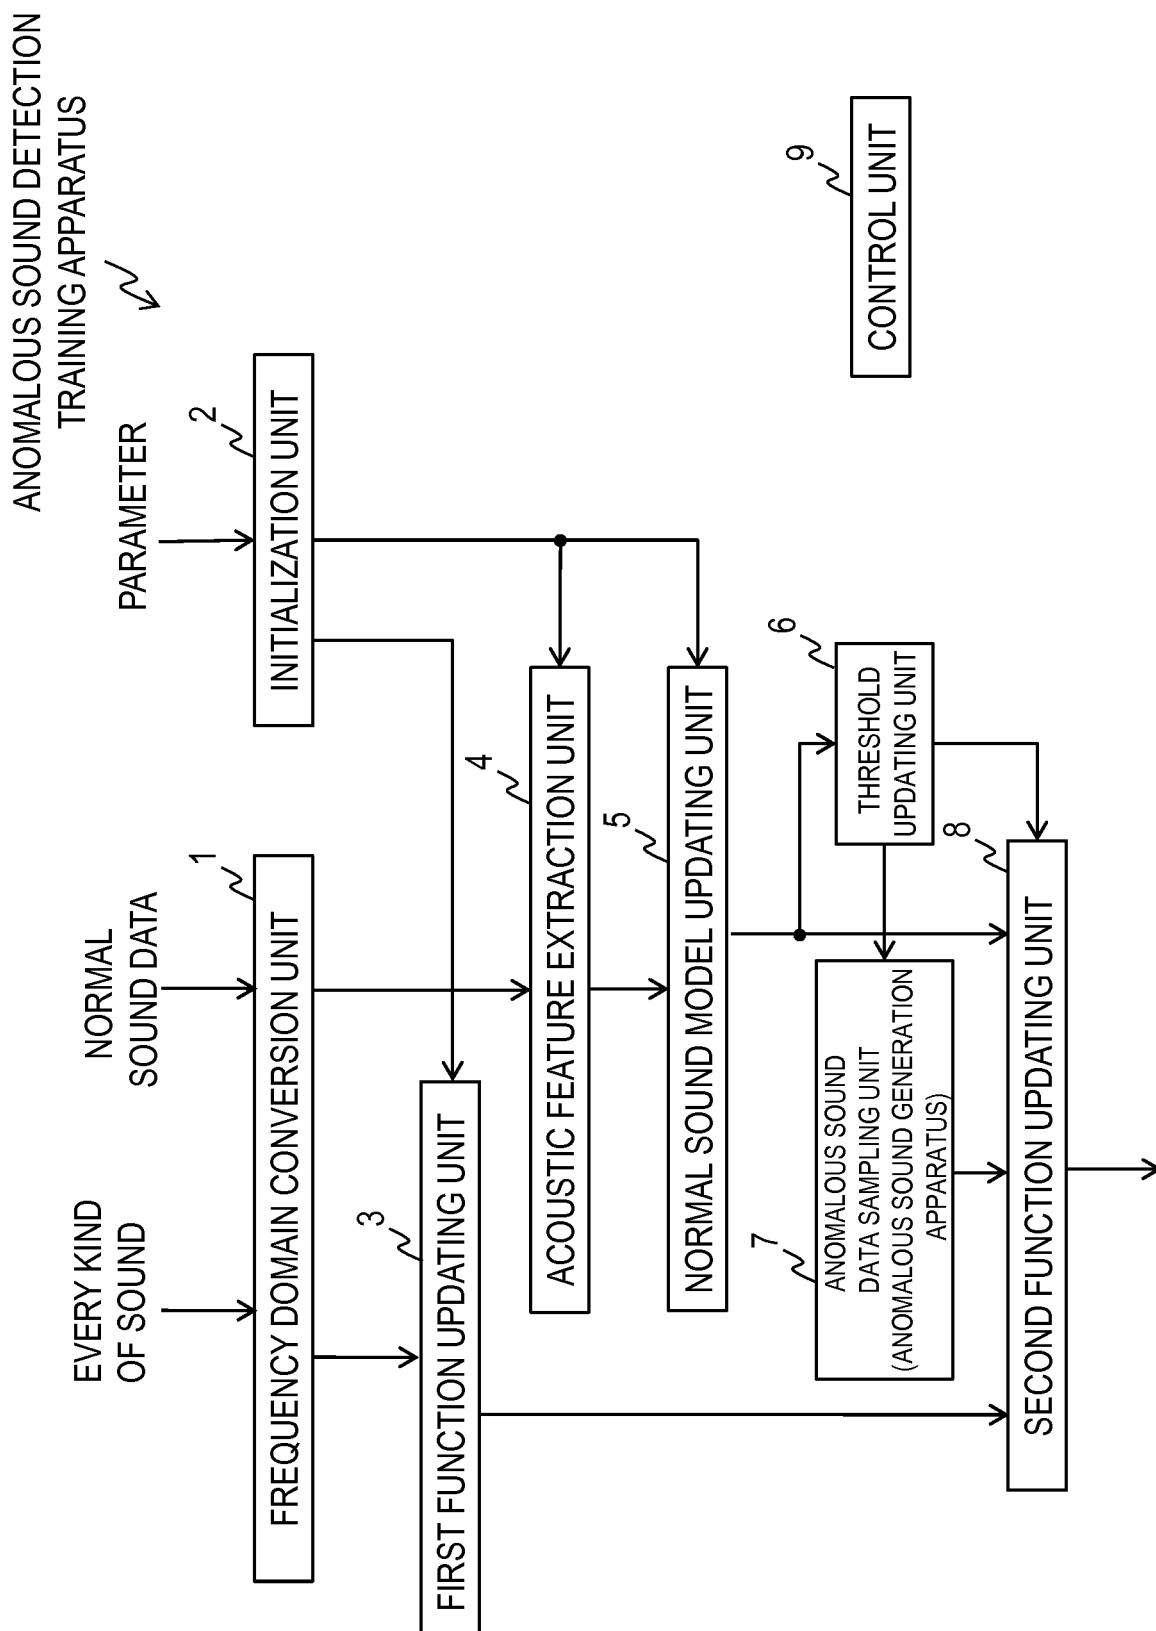 ANOMALOUS SOUND DETECTION
TRAINING APPARATUS
EVERY KIND
OF SOUND
NORMAL
SOUND DATA
PARAMETER
1
FREQUENCY DOMAIN CONVERSION UNIT
2
INITIALIZATION UNIT
3
FIRST FUNCTION UPDATING UNIT
4
ACOUSTIC FEATURE EXTRACTION UNIT
5
NORMAL SOUND MODEL UPDATING UNIT
6
THRESHOLD
UPDATING UNIT
7
ANOMALOUS SOUND
DATA SAMPLING UNIT
(ANOMALOUS SOUND GENERATION
APPARATUS)
8
SECOND FUNCTION UPDATING UNIT
9
CONTROL UNIT